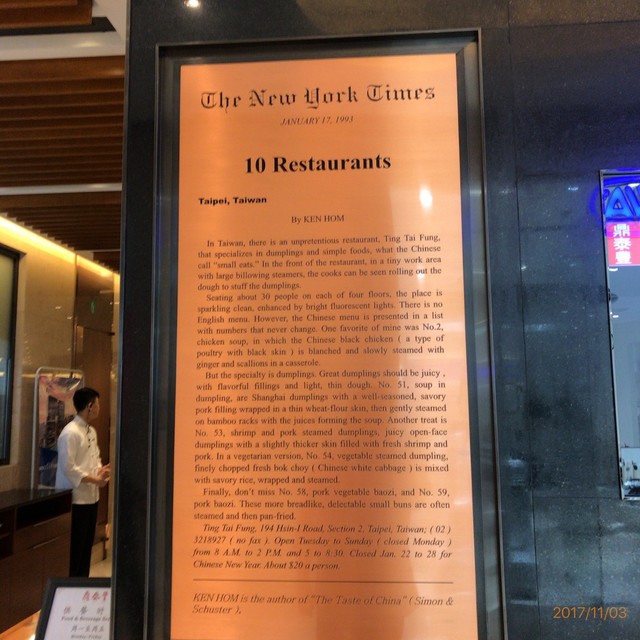 The New York Times
JANUARY 17, 1993
10 Restaurants
Taipei, Taiwan
By KEN HOM
In Taiwan, there is an unpretentious restaurant, Ting Tai Fung,
that specializes in dumplings and simple foods, what the Chinese
call "small eats." In the front of the restaurant, in a tiny work area
with large billowing steamers, the cooks can be seen rolling out the
dough to stuff the dumplings.
Seating about 30 people on each of four floors, the place is
sparkling clean, enhanced by bright fluorescent lights. There is no
English menu. However, the Chinese menu is presented in a list
with numbers that never change. One favorite of mine was No.2,
chicken soup, in which the Chinese black chicken ( a type of
poultry with black skin ) is blanched and slowly steamed with
ginger and scallions in a casserole.
But the specialty is dumplings. Great dumplings should be juicy ,
with flavorful fillings and light, thin dough. No. 51, soup in
dumpling, are Shanghai dumplings with a well-seasoned, savory
pork filling wrapped in a thin wheat-flour skin, then gently steamed
on bamboo racks with the juices forming the soup. Another treat is
No. 53, shrimp and pork steamed dumplings, juicy open-face
dumplings with a slightly thicker skin filled with fresh shrimp and
pork. In a vegetarian version, No. 54, vegetable steamed dumpling,
finely chopped fresh bok choy ( Chinese white cabbage ) is mixed
with savory rice, wrapped and steamed.
Finally, don't miss No. 58, pork vegetable baozi, and No. 59,
pork baozi. These more breadlike, delectable small buns are often
steamed and then pan-fried.
Ting Tai Fung, 194 Hsin-I Road, Section 2, Taipei, Taiwan; ( 02 )
3218927 ( no fax ). Open Tuesday to Sunday ( closed Monday )
from 8 A.M. to 2 P.M. and 5 to 8:30. Closed Jan. 22 to 28 for
Chinese New Year. About $20 a person.
KEN HOM is the author of "The Taste of China" ( Simon &
Schuster ).
鼎泰豐
2017/11/03